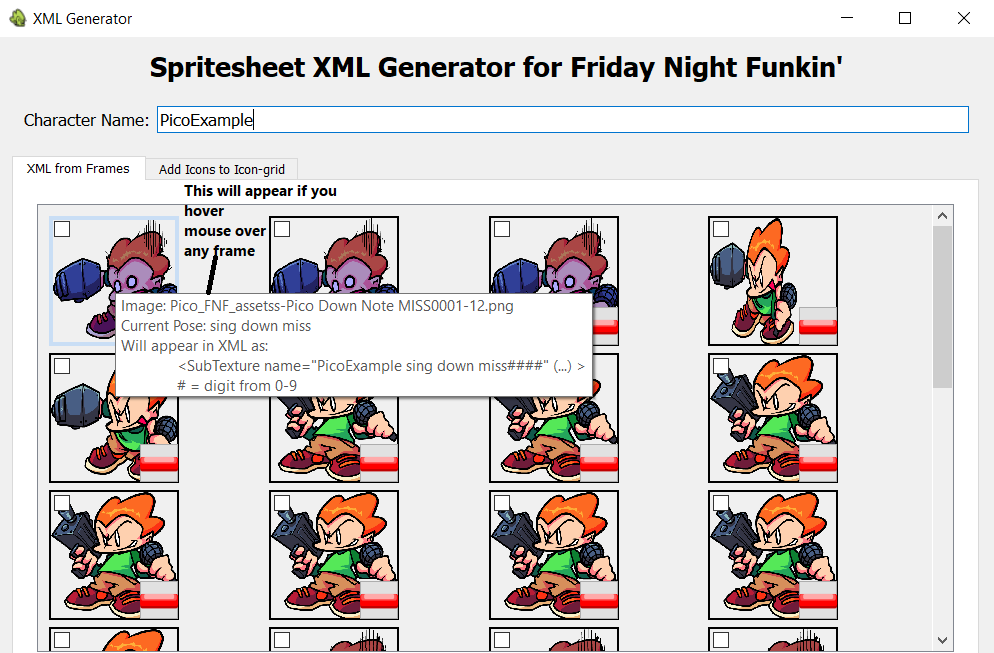 XML Generator
Spritesheet XML Generator for Friday Night Funkin'
Character Name: PicoExample
XML from Frames
Add Icons to Icon-grid
This will appear if you
hover
mouse over
any frame
Image: Pico_FNF_assetss-Pico Down Note MISS0001-12.png
Current Pose: sing down miss
Will appear in XML as:
<SubTexture name="PicoExample sing down miss####" (...) >
# = digit from 0-9